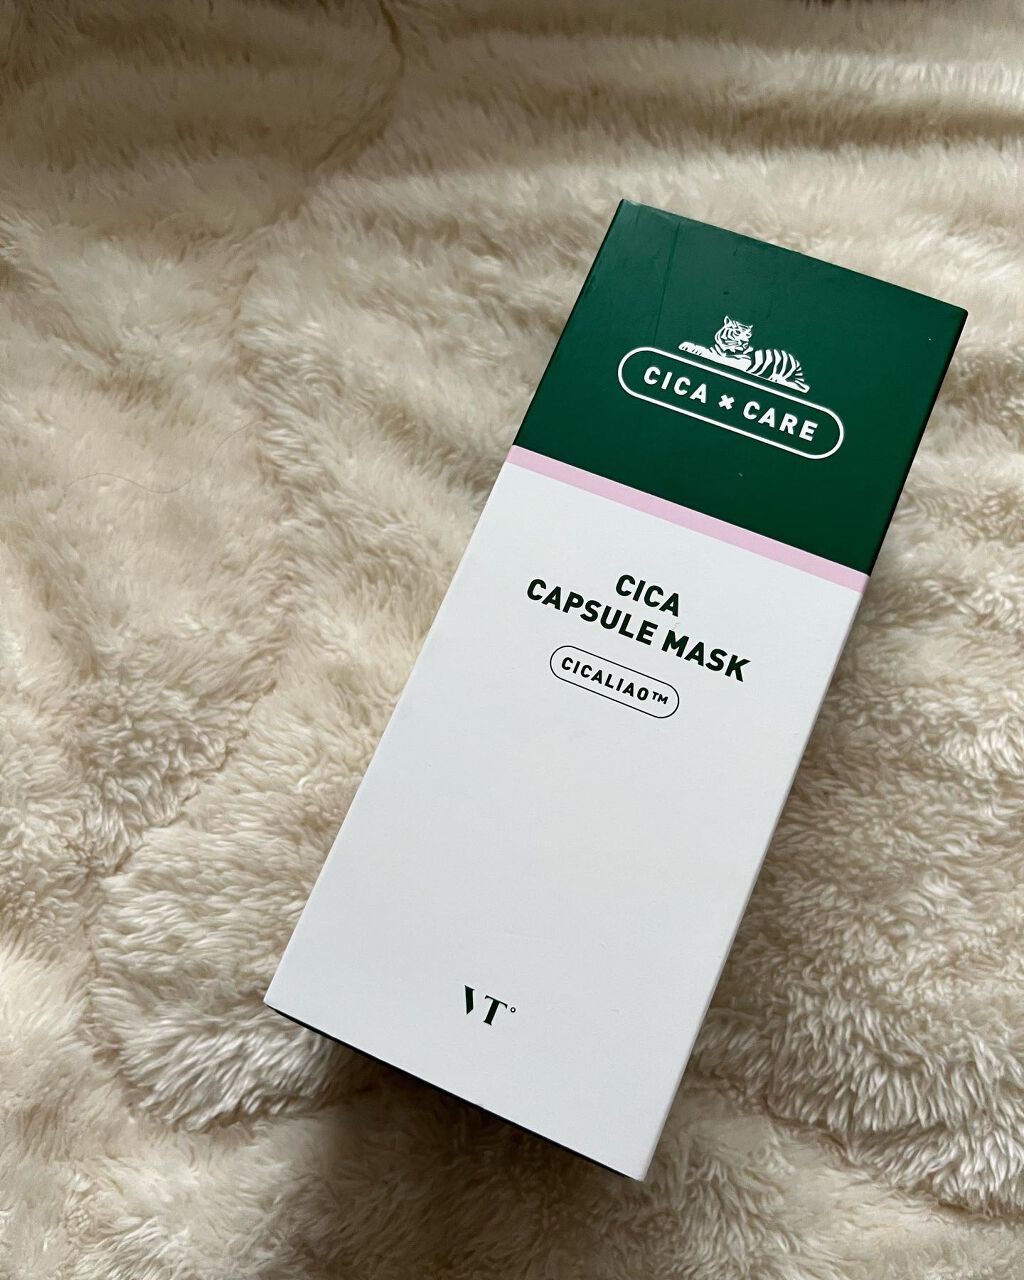 CICA × CARE
CICA
CAPSULE MASK
CICALIAO™
VT°